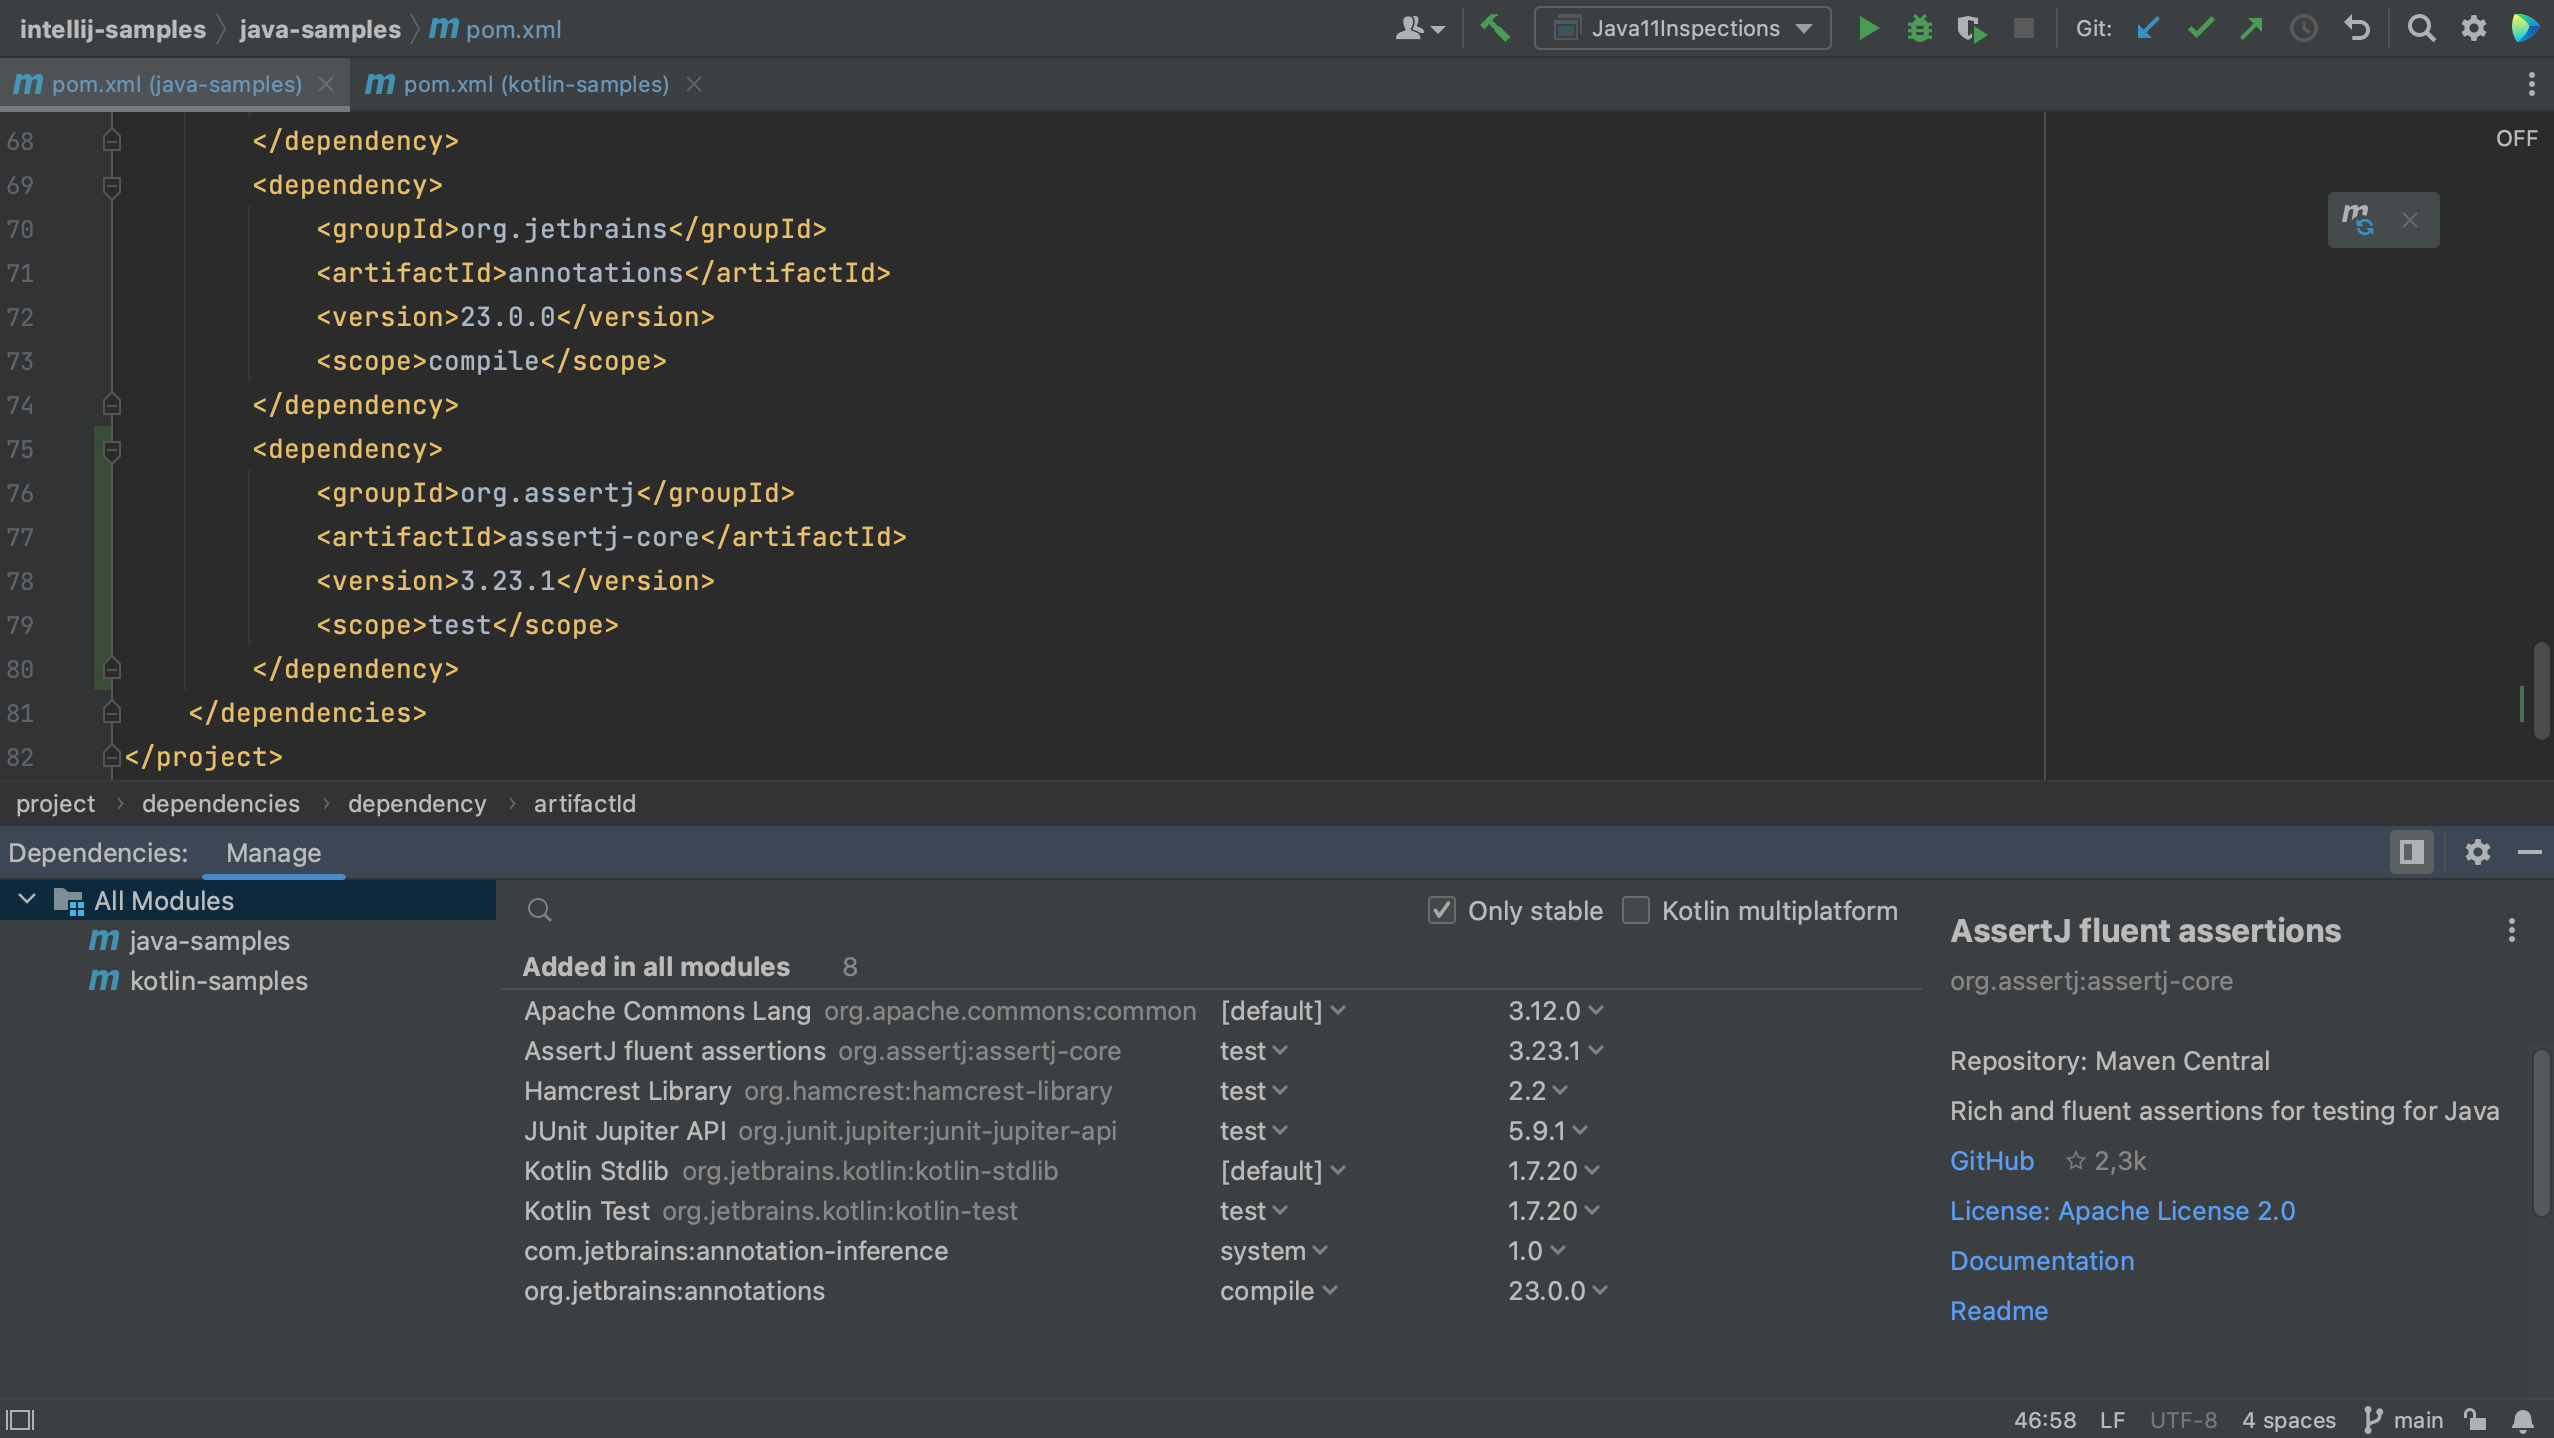 intellij-samples java-samples m pom.xml Java11Inspections Git:
m pom.xml (java-samples) m pom.xml (kotlin-samples)
OFF
68 </dependency>
69 <dependency>
70 <groupId>org.jetbrains</groupId>
71 <artifactId>annotations</artifactId>
72 <version>23.0.0</version>
73 <scope>compile</scope>
74 </dependency>
75 <dependency>
76 <groupId>org.assertj</groupId>
77 <artifactId>assertj-core</artifactId>
78 <version>3.23.1</version>
79 <scope>test</scope>
80 </dependency>
81 </dependencies>
82 </project>
project › dependencies › dependency › artifactId
Dependencies: Manage
All Modules
m java-samples
m kotlin-samples
Only stable Kotlin multiplatform
Added in all modules 8
Apache Commons Lang org.apache.commons:common [default] 3.12.0
AssertJ fluent assertions org.assertj:assertj-core test 3.23.1
Hamcrest Library org.hamcrest:hamcrest-library test 2.2
JUnit Jupiter API org.junit.jupiter:junit-jupiter-api test 5.9.1
Kotlin Stdlib org.jetbrains.kotlin:kotlin-stdlib [default] 1.7.20
Kotlin Test org.jetbrains.kotlin:kotlin-test test 1.7.20
com.jetbrains:annotation-inference system 1.0
org.jetbrains:annotations compile 23.0.0
AssertJ fluent assertions
org.assertj:assertj-core
Repository: Maven Central
Rich and fluent assertions for testing for Java
GitHub ☆ 2,3k
License: Apache License 2.0
Documentation
Readme
46:58 LF UTF-8 4 spaces main